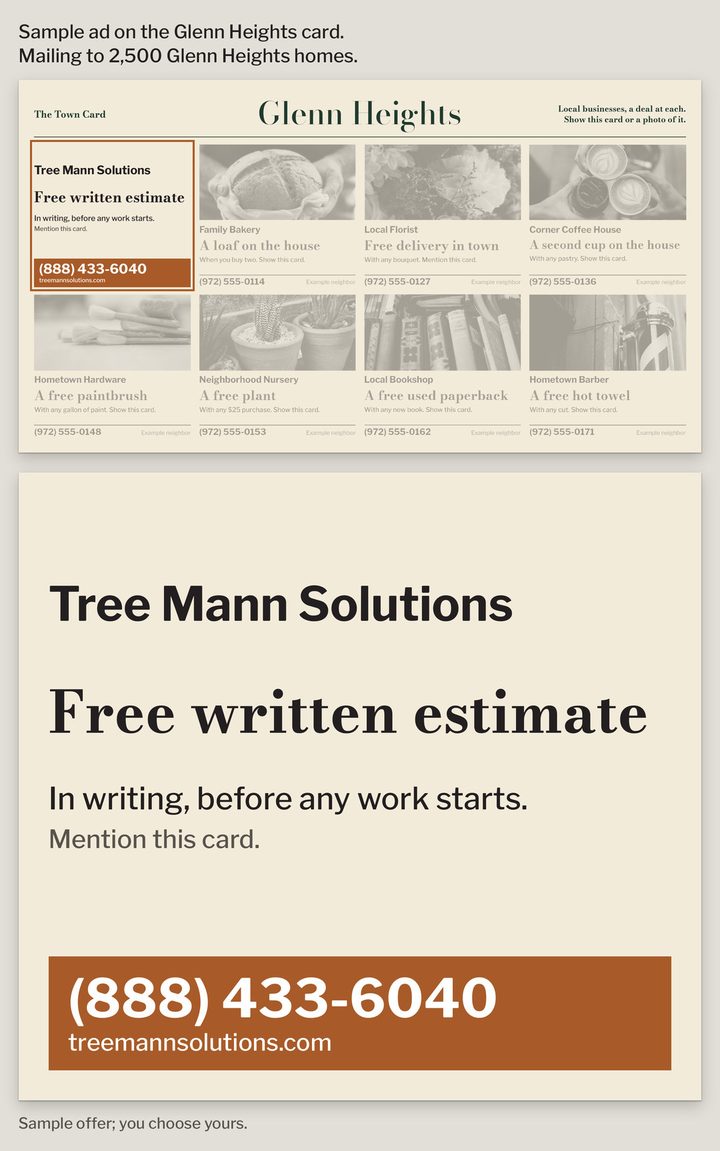 Sample ad on the Glenn Heights card.
Mailing to 2,500 Glenn Heights homes.
The Town Card
Glenn Heights
Local businesses, a deal at each.
Show this card or a photo of it.
Tree Mann Solutions
Free written estimate
In writing, before any work starts.
Mention this card.
(888) 433-6040
treemannsolutions.com
Family Bakery
A loaf on the house
When you buy two. Show this card.
(972) 555-0114
Example neighbor
Local Florist
Free delivery in town
With any bouquet. Mention this card.
(972) 555-0127
Example neighbor
Corner Coffee House
A second cup on the house
With any pastry. Show this card.
(972) 555-0136
Example neighbor
Hometown Hardware
A free paintbrush
With any gallon of paint. Show this card.
(972) 555-0148
Example neighbor
Neighborhood Nursery
A free plant
With any $25 purchase. Show this card.
(972) 555-0153
Example neighbor
Local Bookshop
A free used paperback
With any new book. Show this card.
(972) 555-0162
Example neighbor
Hometown Barber
A free hot towel
With any cut. Show this card.
(972) 555-0171
Example neighbor
Tree Mann Solutions
Free written estimate
In writing, before any work starts.
Mention this card.
(888) 433-6040
treemannsolutions.com
Sample offer; you choose yours.